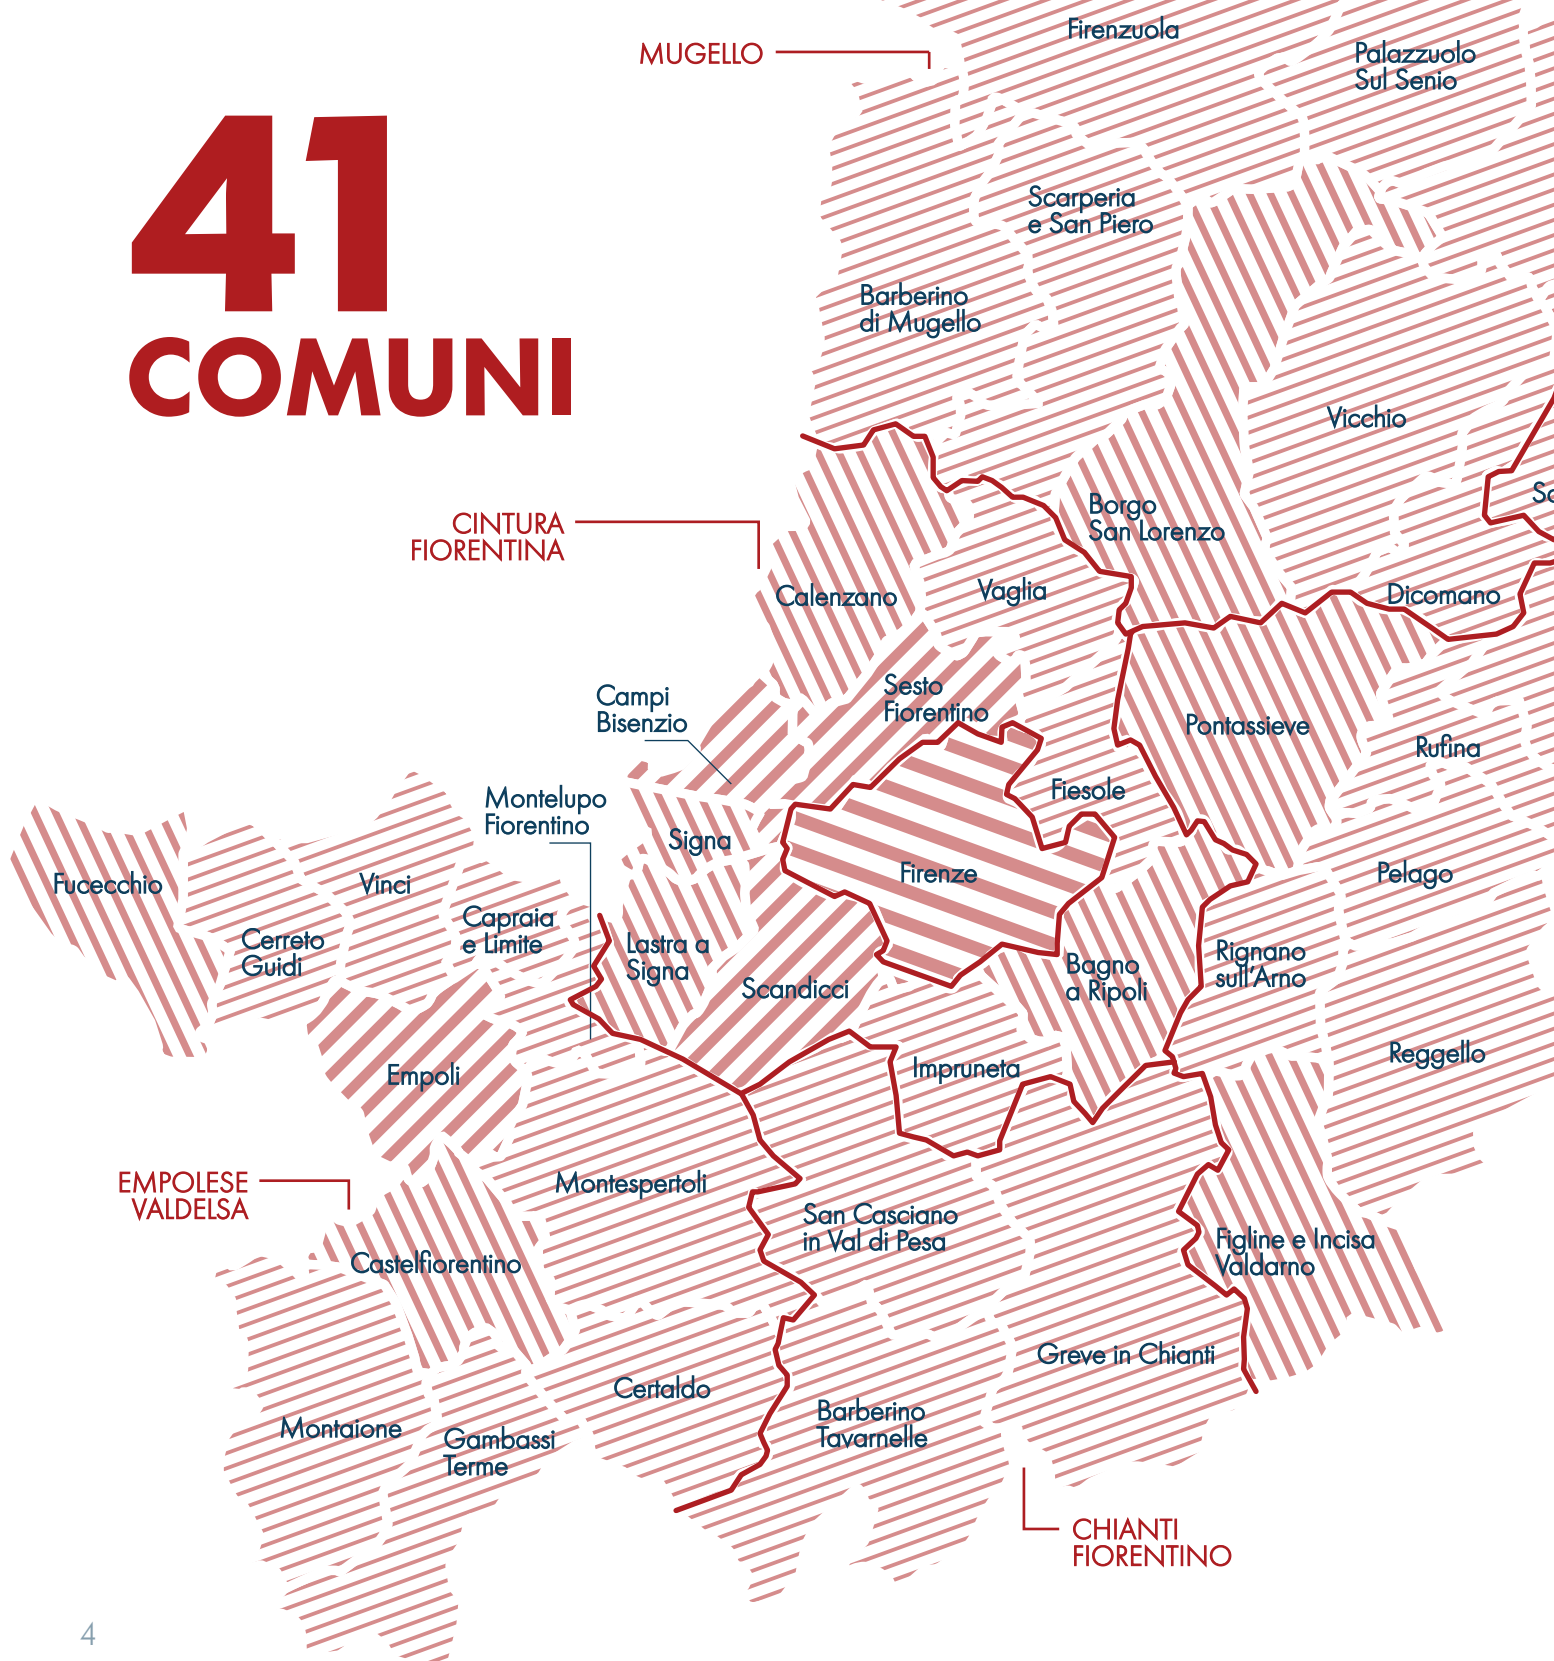 41
COMUNI
MUGELLO
Firenzuola
Palazzuolo
Sul Senio
Scarperia
e San Piero
Barberino
di Mugello
Vicchio
Borgo
San Lorenzo
CINTURA
FIORENTINA
Calenzano
Vaglia
Dicomano
Campi
Bisenzio
Sesto
Fiorentino
Pontassieve
Rufina
Montelupo
Fiorentino
Fiesole
Signa
Firenze
Pelago
Fucecchio
Vinci
Capraia
e Limite
Cerreto
Guidi
Lastra a
Signa
Scandicci
Bagno
a Ripoli
Rignano
sull'Arno
Empoli
Impruneta
Reggello
EMPOLESE
VALDELSA
Montespertoli
San Casciano
in Val di Pesa
Figline e Incisa
Valdarno
Castelfiorentino
Greve in Chianti
Certaldo
Barberino
Tavarnelle
Montaione
Gambassi
Terme
CHIANTI
FIORENTINO
4